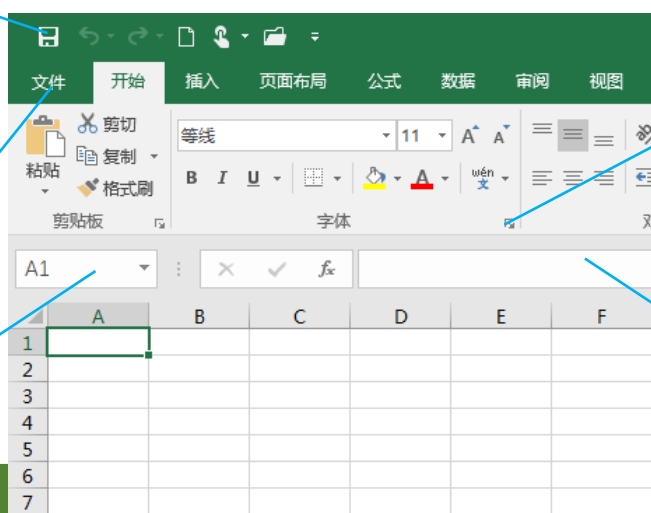 文件 开始 插入 页面布局 公式 数据 审阅 视图
剪切
等线 11 A A
复制
粘贴
B I U A wén 文
格式刷
剪贴板 字体
A1 fx
A B C D E F
1
2
3
4
5
6
7